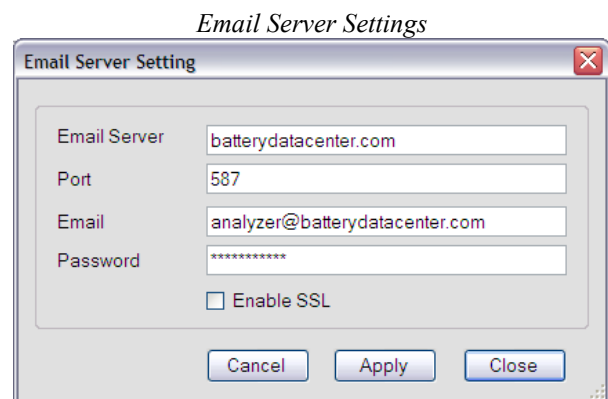 Email Server Settings
Email Server Setting
Email Server batterydatacenter.com
Port 587
Email analyzer@batterydatacenter.com
Password ***********
Enable SSL
Cancel Apply Close